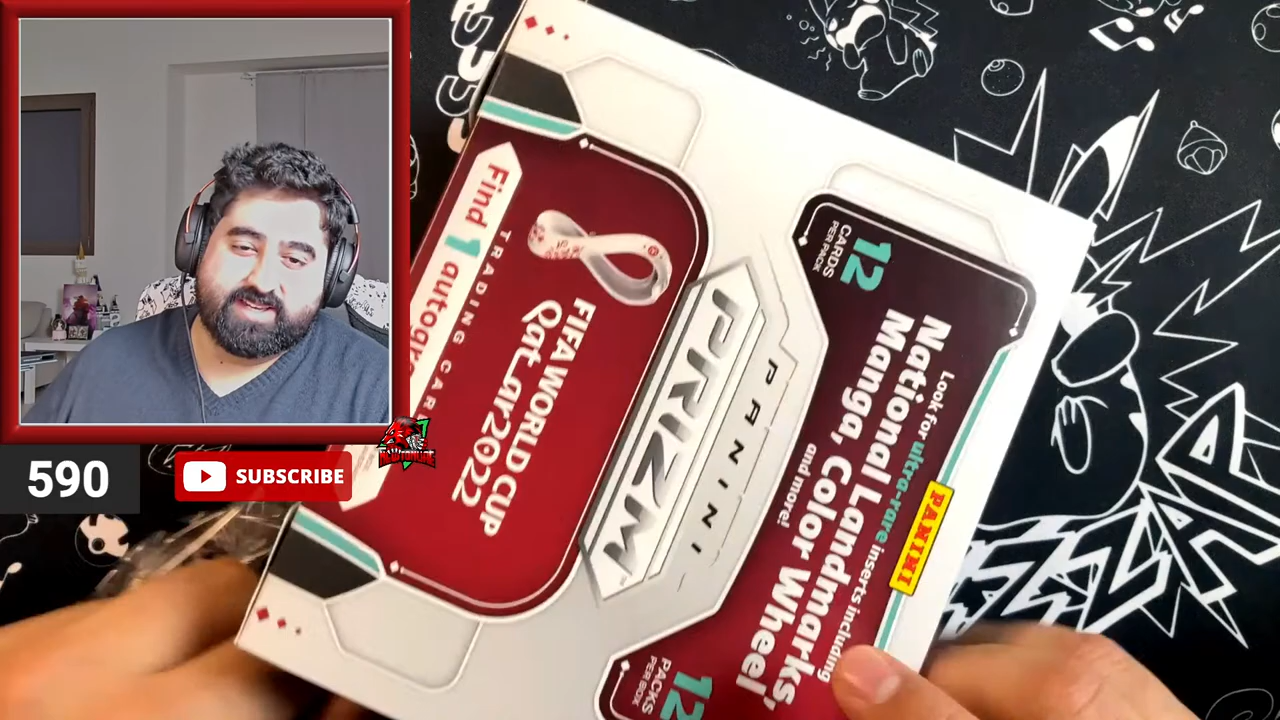 590
SUBSCRIBE
Find 1 autogra
TRADING CAR
FIFA WORLD CUP
Qatar2022
PRIZM
PANINI
12
CARDS
PER PACK
Look for ultra-rare inserts including
National Landmarks,
Manga, Color Wheel
and more!
PANINI
12
PACKS
PER BOX